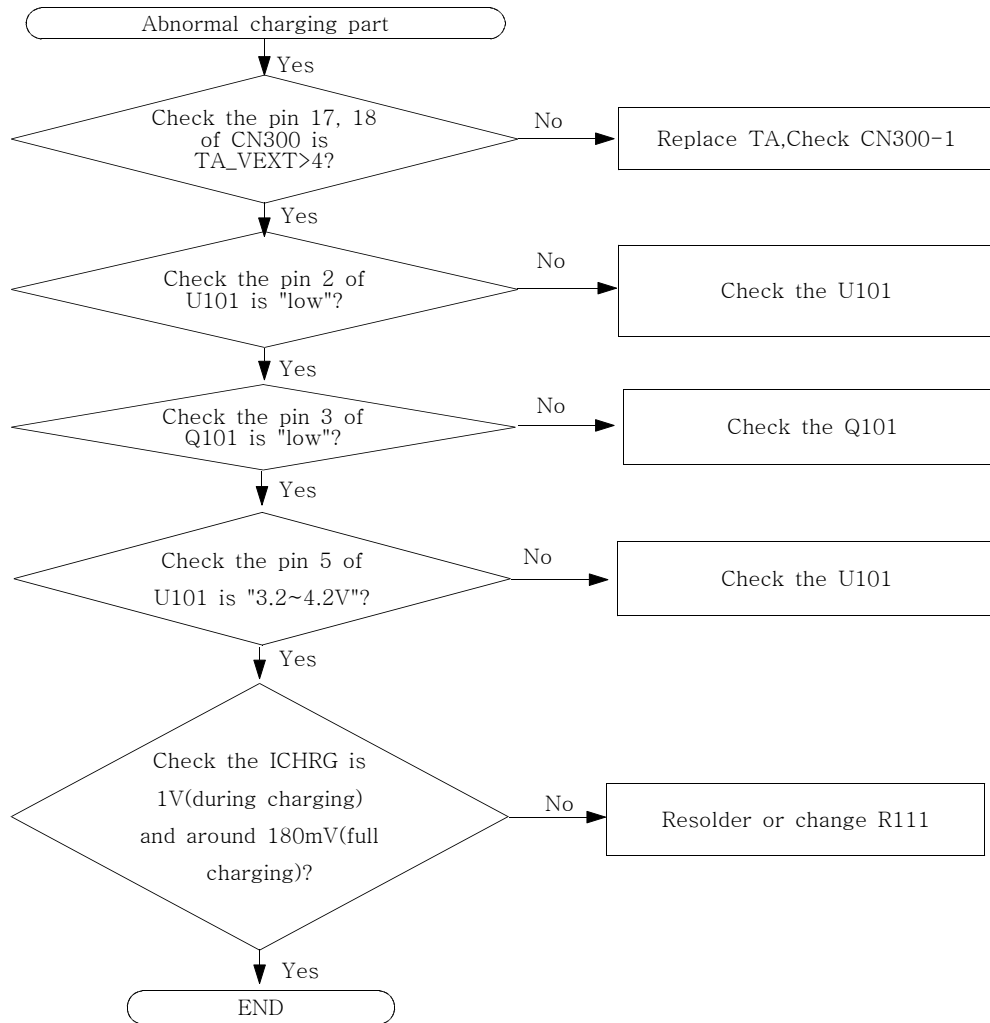 Abnormal charging part
Yes
Check the pin 17, 18
of CN300 is
TA_VEXT>4?
No
Replace TA,Check CN300-1
Yes
Check the pin 2 of
U101 is "low"?
No
Check the U101
Yes
Check the pin 3 of
Q101 is "low"?
No
Check the Q101
Yes
Check the pin 5 of
U101 is "3.2~4.2V"?
No
Check the U101
Yes
Check the ICHRG is
1V(during charging)
and around 180mV(full
charging)?
No
Resolder or change R111
Yes
END